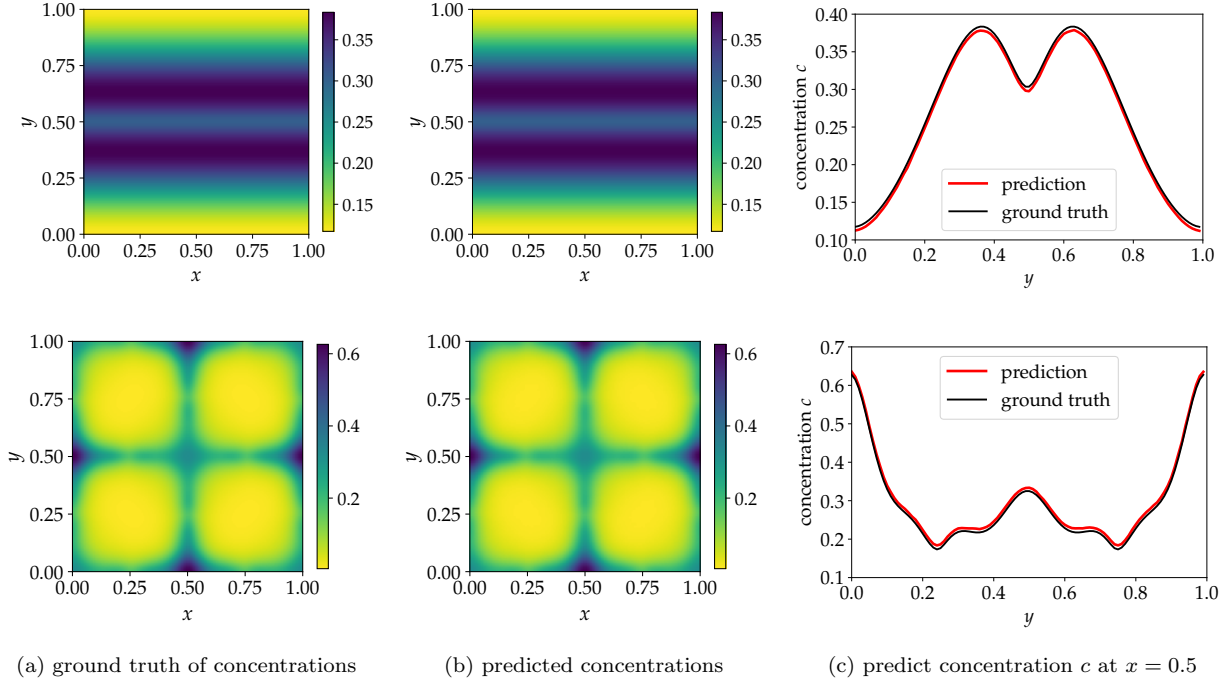 1.00
0.75
0.50
0.25
0.00
y
0.00 0.25 0.50 0.75 1.00
x
0.35
0.30
0.25
0.20
0.15
1.00
0.75
0.50
0.25
0.00
y
0.00 0.25 0.50 0.75 1.00
x
0.35
0.30
0.25
0.20
0.15
0.40
0.35
0.30
0.25
0.20
0.15
0.10
concentration c
0.0 0.2 0.4 0.6 0.8 1.0
y
prediction
ground truth
1.00
0.75
0.50
0.25
0.00
y
0.00 0.25 0.50 0.75 1.00
x
0.6
0.4
0.2
1.00
0.75
0.50
0.25
0.00
y
0.00 0.25 0.50 0.75 1.00
x
0.6
0.4
0.2
0.7
0.6
0.5
0.4
0.3
0.2
0.1
concentration c
0.0 0.2 0.4 0.6 0.8 1.0
y
prediction
ground truth
(a) ground truth of concentrations
(b) predicted concentrations
(c) predict concentration c at x = 0.5